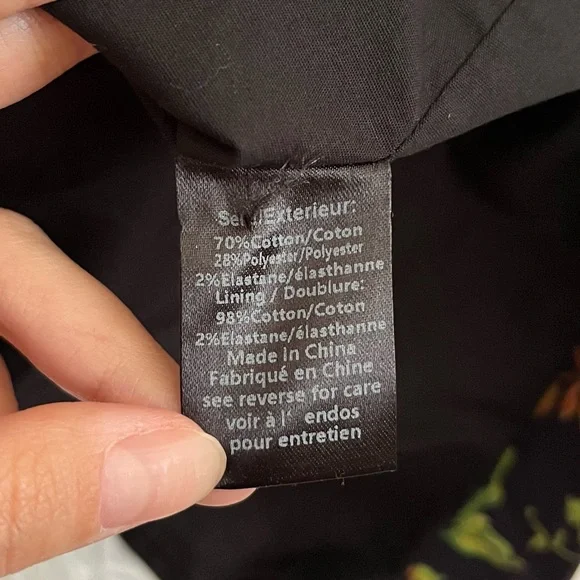 /Exterieur:
70%Cotton/Coton
28%Polyester/Polyester
2%Elastane/élasthanne
Lining / Doublure:
98%Cotton/Coton
2%Elastane/élasthanne
Made in China
Fabriqué en Chine
see reverse for care
voir à l' endos
pour entretien